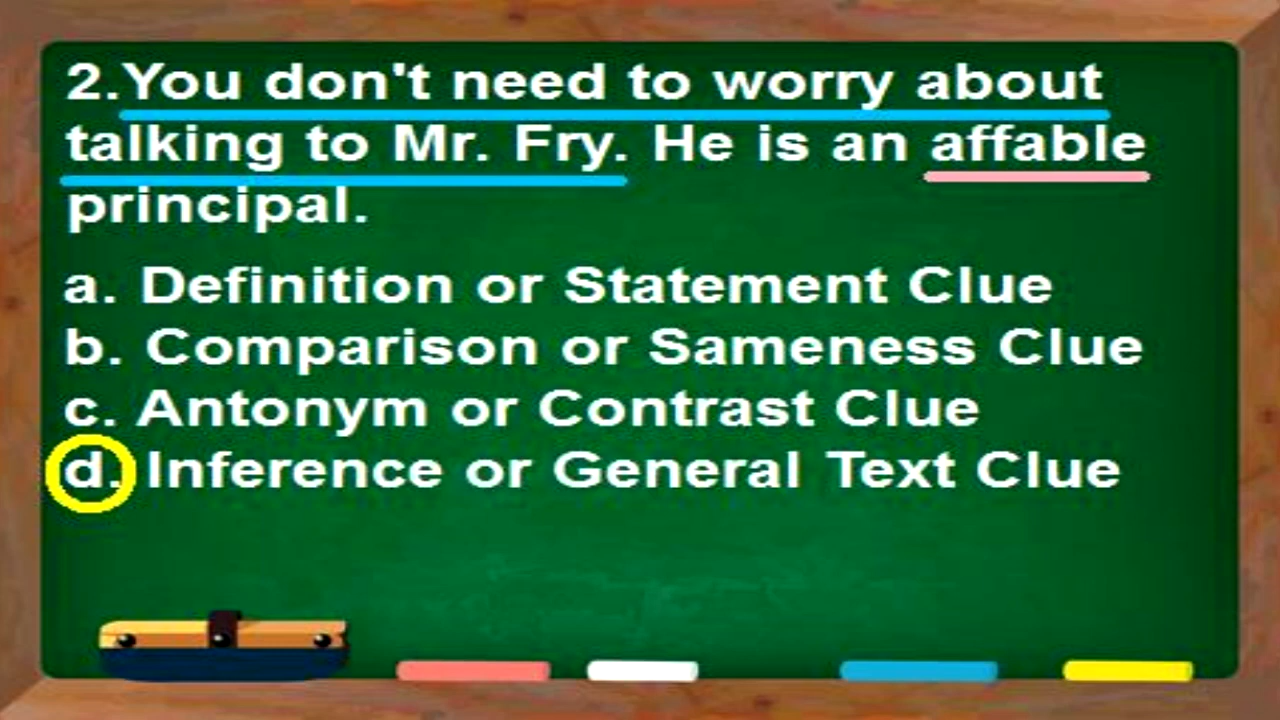 2.You don't need to worry about
talking to Mr. Fry. He is an affable
principal.
a. Definition or Statement Clue
b. Comparison or Sameness Clue
c. Antonym or Contrast Clue
d. Inference or General Text Clue